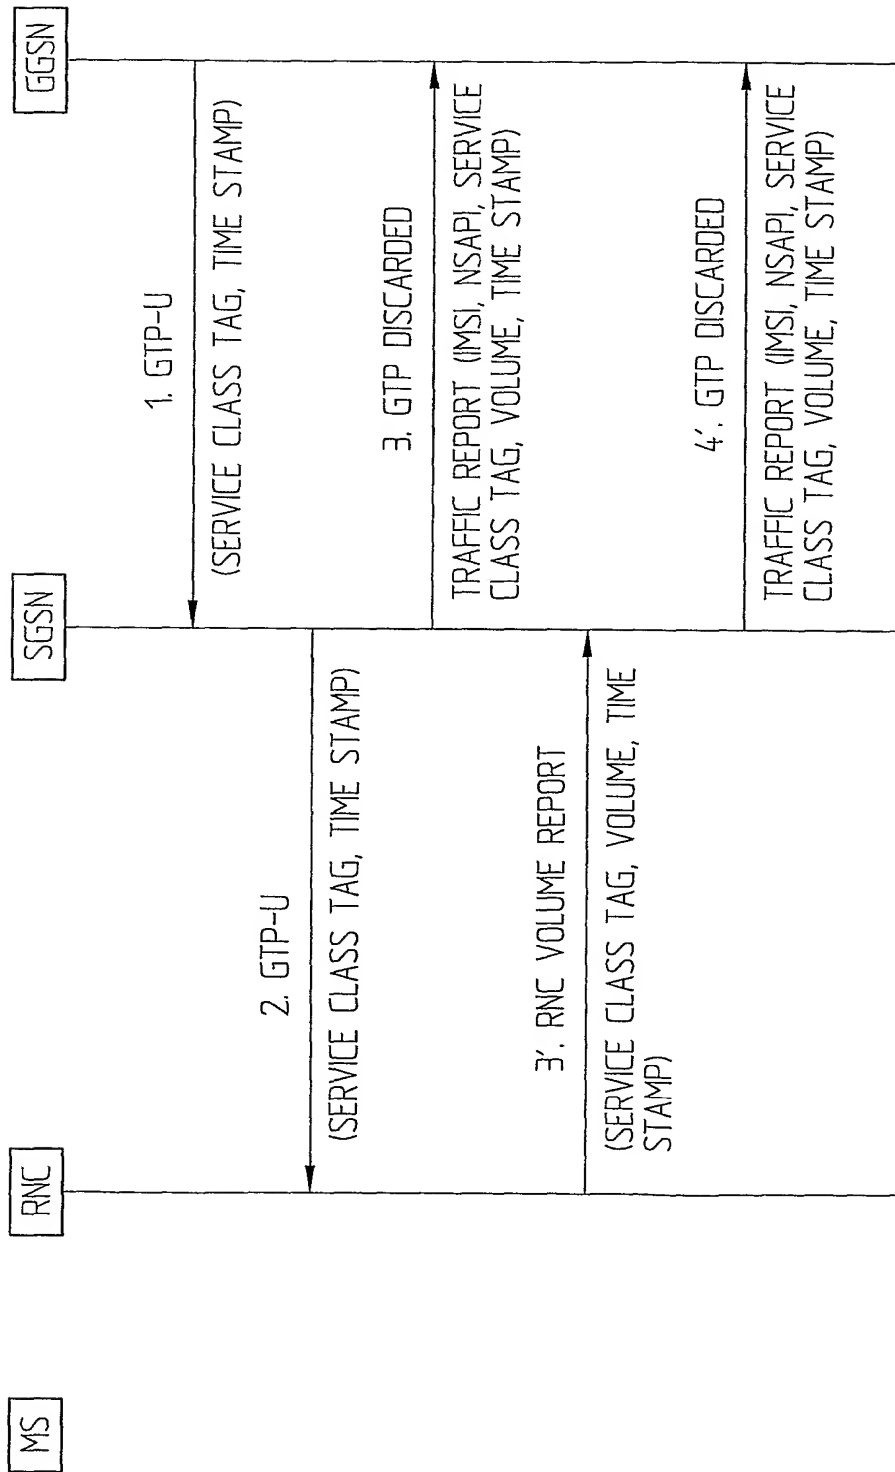 MS
RNC
SGSN
GGSN
1. GTP-U
(SERVICE CLASS TAG, TIME STAMP)
2. GTP-U
(SERVICE CLASS TAG, TIME STAMP)
3. GTP DISCARDED
TRAFFIC REPORT (IMSI, NSAPI, SERVICE
CLASS TAG, VOLUME, TIME STAMP)
3'. RNC VOLUME REPORT
(SERVICE CLASS TAG, VOLUME, TIME
STAMP)
4'. GTP DISCARDED
TRAFFIC REPORT (IMSI, NSAPI, SERVICE
CLASS TAG, VOLUME, TIME STAMP)